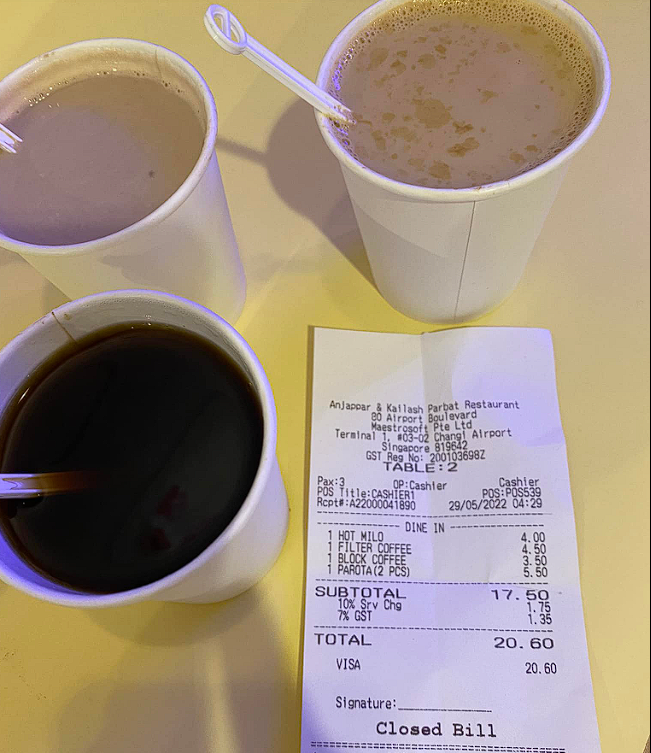 Anjappar & Kailash Parbat Restaurant
80 Airport Boulevard
Maestrosoft Pte Ltd
Terminal 1, #03-02 Changi Airport
Singapore 819642
GST Reg No: 200103698Z
TABLE:2
Pax:3 OP:Cashier Cashier
POS Title:CASHIER1 POS:POS539
Rcpt#:A22000041890 29/05/2022 04:29
DINE IN
1 HOT MILO 4.00
1 FILTER COFFEE 4.50
1 BLOCK COFFEE 3.50
1 PAROTA(2 PCS) 5.50
SUBTOTAL 17.50
10% Srv Chg 1.75
7% GST 1.35
TOTAL 20.60
VISA 20.60
Signature:
Closed Bill